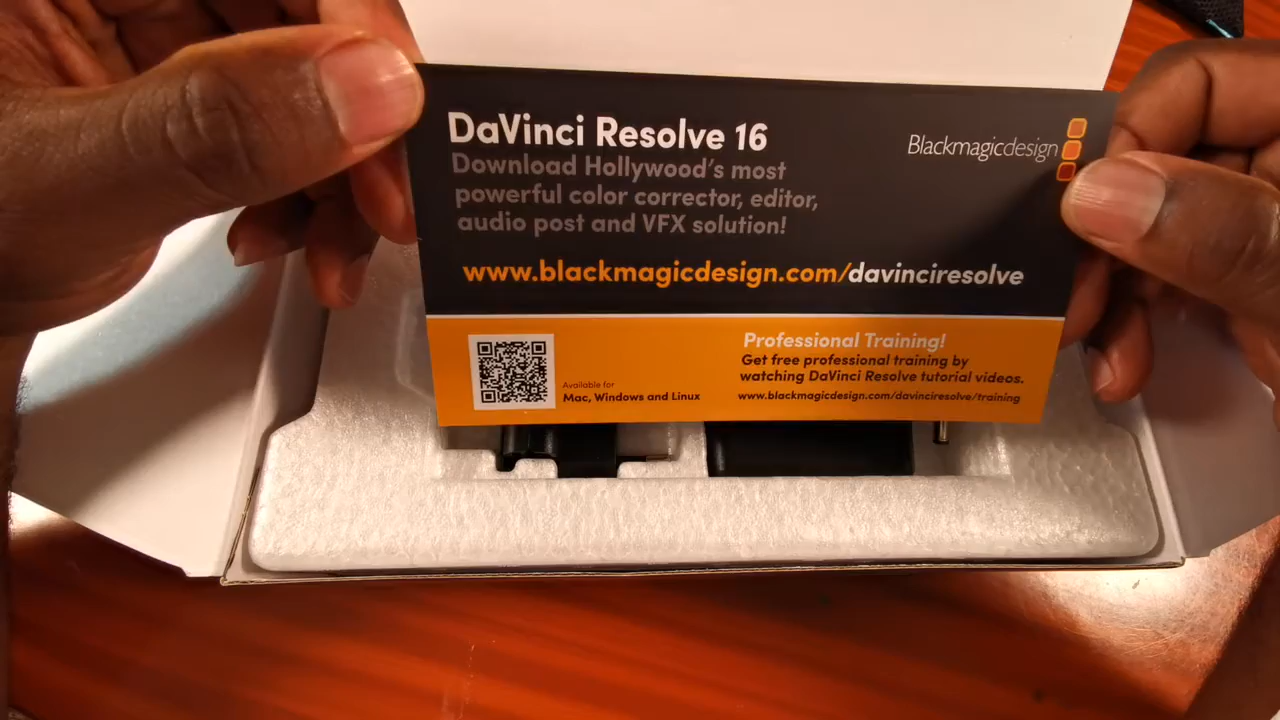 DaVinci Resolve 16
Blackmagicdesign
Download Hollywood's most
powerful color corrector, editor,
audio post and VFX solution!
www.blackmagicdesign.com/davinciresolve
Available for
Mac, Windows and Linux
Professional Training!
Get free professional training by
watching DaVinci Resolve tutorial videos.
www.blackmagicdesign.com/davinciresolve/training